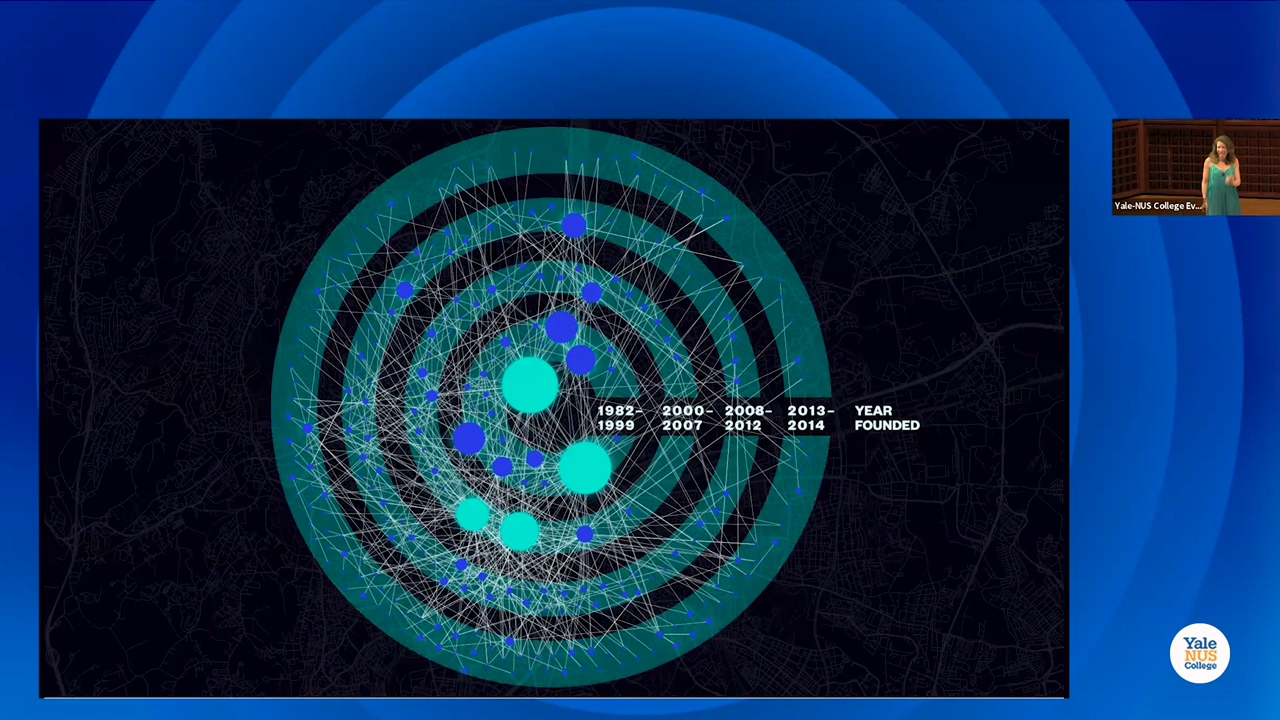 1982– 2000– 2008– 2013– YEAR
1999 2007 2012 2014 FOUNDED
Yale-NUS College Ev...
Yale
NUS
College